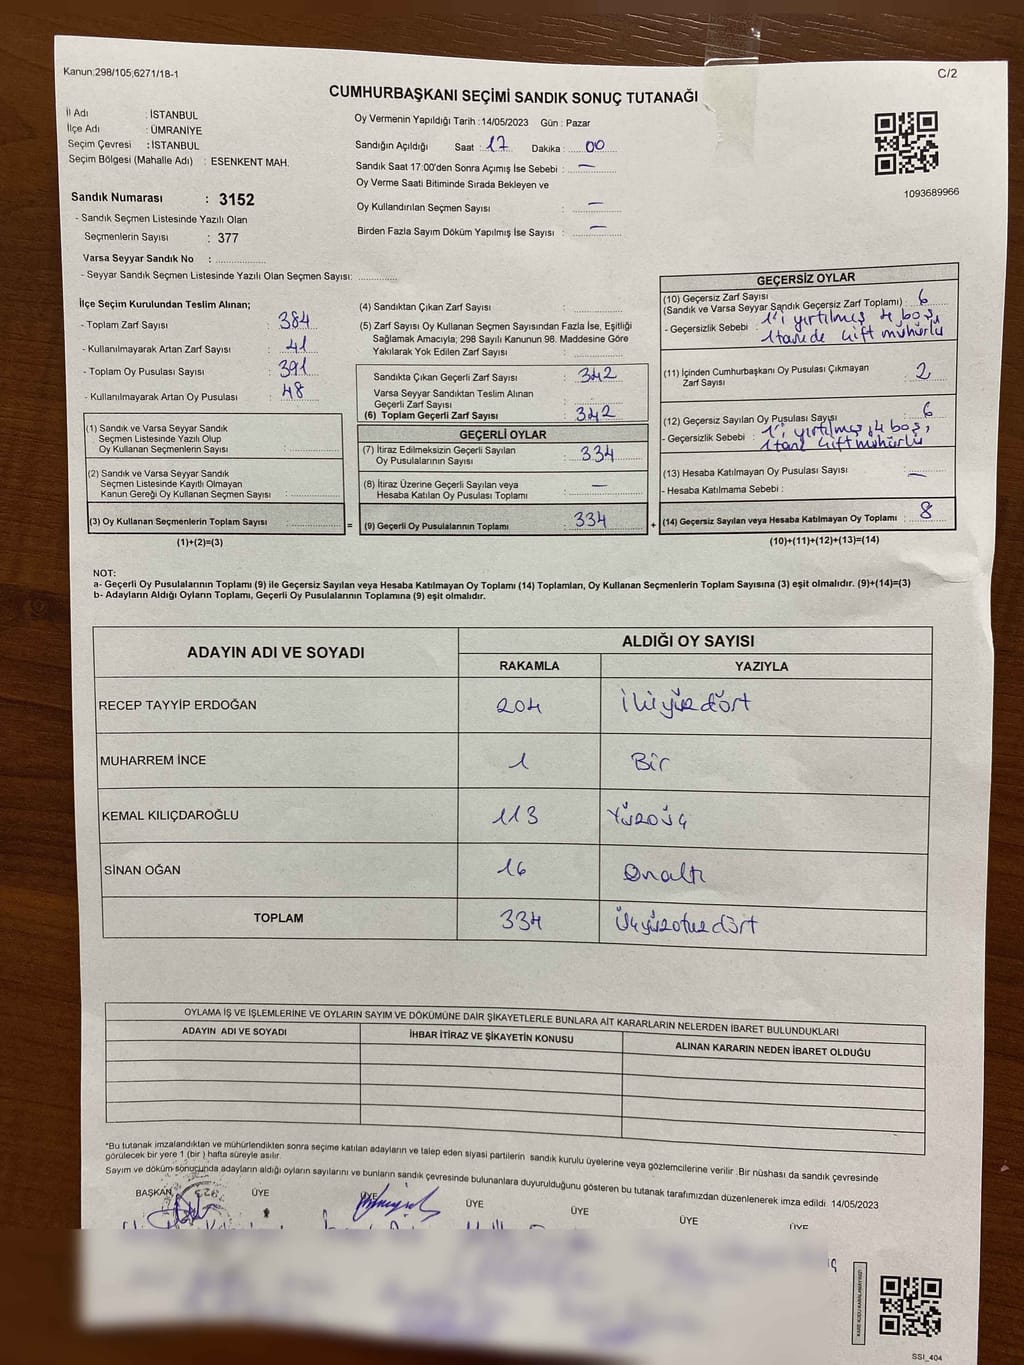 Kanun:298/105;6271/18-1
C/2
CUMHURBAŞKANI SEÇİMİ SANDIK SONUÇ TUTANAĞI
İl Adı : İSTANBUL
İlçe Adı : ÜMRANİYE
Seçim Çevresi : İSTANBUL
Seçim Bölgesi (Mahalle Adı) : ESENKENT MAH.
Sandık Numarası : 3152
- Sandık Seçmen Listesinde Yazılı Olan
Seçmenlerin Sayısı : 377
Varsa Seyyar Sandık No :
- Seyyar Sandık Seçmen Listesinde Yazılı Olan Seçmen Sayısı:
Oy Vermenin Yapıldığı Tarih : 14/05/2023 Gün : Pazar
Sandığın Açıldığı Saat : 17 Dakika : 00
Sandık Saat 17:00'den Sonra Açımış İse Sebebi : —
Oy Verme Saati Bitiminde Sırada Bekleyen ve
Oy Kullandırılan Seçmen Sayısı : —
Birden Fazla Sayım Döküm Yapılmış İse Sayısı : —
1093689966
İlçe Seçim Kurulundan Teslim Alınan;
- Toplam Zarf Sayısı : 384
- Kullanılmayarak Artan Zarf Sayısı : 41
- Toplam Oy Pusulası Sayısı : 391
- Kullanılmayarak Artan Oy Pusulası : 48
(1) Sandık ve Varsa Seyyar Sandık
Seçmen Listesinde Yazılı Olup
Oy Kullanan Seçmenlerin Sayısı :
(2) Sandık ve Varsa Seyyar Sandık
Seçmen Listesinde Kayıtlı Olmayan
Kanun Gereği Oy Kullanan Seçmen Sayısı :
(3) Oy Kullanan Seçmenlerin Toplam Sayısı :
(1)+(2)=(3)
(4) Sandıktan Çıkan Zarf Sayısı :
(5) Zarf Sayısı Oy Kullanan Seçmen Sayısından Fazla İse, Eşitliği
Sağlamak Amacıyla; 298 Sayılı Kanunun 98. Maddesine Göre
Yakılarak Yok Edilen Zarf Sayısı :
Sandıkta Çıkan Geçerli Zarf Sayısı : 342
Varsa Seyyar Sandıktan Teslim Alınan
Geçerli Zarf Sayısı :
(6) Toplam Geçerli Zarf Sayısı : 342
GEÇERLİ OYLAR
(7) İtiraz Edilmeksizin Geçerli Sayılan
Oy Pusulasının Sayısı : 334
(8) İtiraz Üzerine Geçerli Sayılan veya
Hesaba Katılan Oy Pusulası Toplamı : —
= (9) Geçerli Oy Pusulalarının Toplamı : 334 +
GEÇERSİZ OYLAR
(10) Geçersiz Zarf Sayısı
(Sandık ve Varsa Seyyar Sandık Geçersiz Zarf Toplamı) : 6
- Geçersizlik Sebebi : 1'i yırtılmış 4 boş,
1 tanede çift mühürlü
(11) İçinden Cumhurbaşkanı Oy Pusulası Çıkmayan
Zarf Sayısı : 2
(12) Geçersiz Sayılan Oy Pusulası Sayısı : 6
- Geçersizlik Sebebi : 1'i yırtılmış, 4 boş,
1 tane çift mühürlü
(13) Hesaba Katılmayan Oy Pusulası Sayısı : —
- Hesaba Katılmama Sebebi :
(14) Geçersiz Sayılan veya Hesaba Katılmayan Oy Toplamı : 8
(10)+(11)+(12)+(13)=(14)
NOT:
a- Geçerli Oy Pusulalarının Toplamı (9) ile Geçersiz Sayılan veya Hesaba Katılmayan Oy Toplamı (14) Toplamları, Oy Kullanan Seçmenlerin Toplam Sayısına (3) eşit olmalıdır. (9)+(14)=(3)
b- Adayların Aldığı Oyların Toplamı, Geçerli Oy Pusulalarının Toplamına (9) eşit olmalıdır.
ADAYIN ADI VE SOYADI
ALDIĞI OY SAYISI
RAKAMLA YAZIYLA
RECEP TAYYİP ERDOĞAN 204 İkiyüzdört
MUHARREM İNCE 1 Bir
KEMAL KILIÇDAROĞLU 113 Yüzüç
SİNAN OĞAN 16 Onaltı
TOPLAM 334 Üçyüzotuzdört
OYLAMA İŞ VE İŞLEMLERİNE VE OYLARIN SAYIM VE DÖKÜMÜNE DAİR ŞİKAYETLERLE BUNLARA AİT KARARLARIN NELERDEN İBARET BULUNDUKLARI
ADAYIN ADI VE SOYADI İHBAR İTİRAZ VE ŞİKAYETİN KONUSU ALINAN KARARIN NEDEN İBARET OLDUĞU
*Bu tutanak imzalandıktan ve mühürlendikten sonra seçime katılan adayların ve talep eden siyasi partilerin sandık kurulu üyelerine veya gözlemcilerine verilir .Bir nüshası da sandık çevresinde
görülecek bir yere 1 (bir ) hafta süreyle asılır.
Sayım ve döküm sonucunda adayların aldığı oyların sayılarını ve bunların sandık çevresinde bulunanlara duyurulduğunu gösteren bu tutanak tarafımızdan düzenlenerek imza edildi. 14/05/2023
BAŞKAN ÜYE ÜYE ÜYE ÜYE ÜYE ÜYE
1923
SSI_404